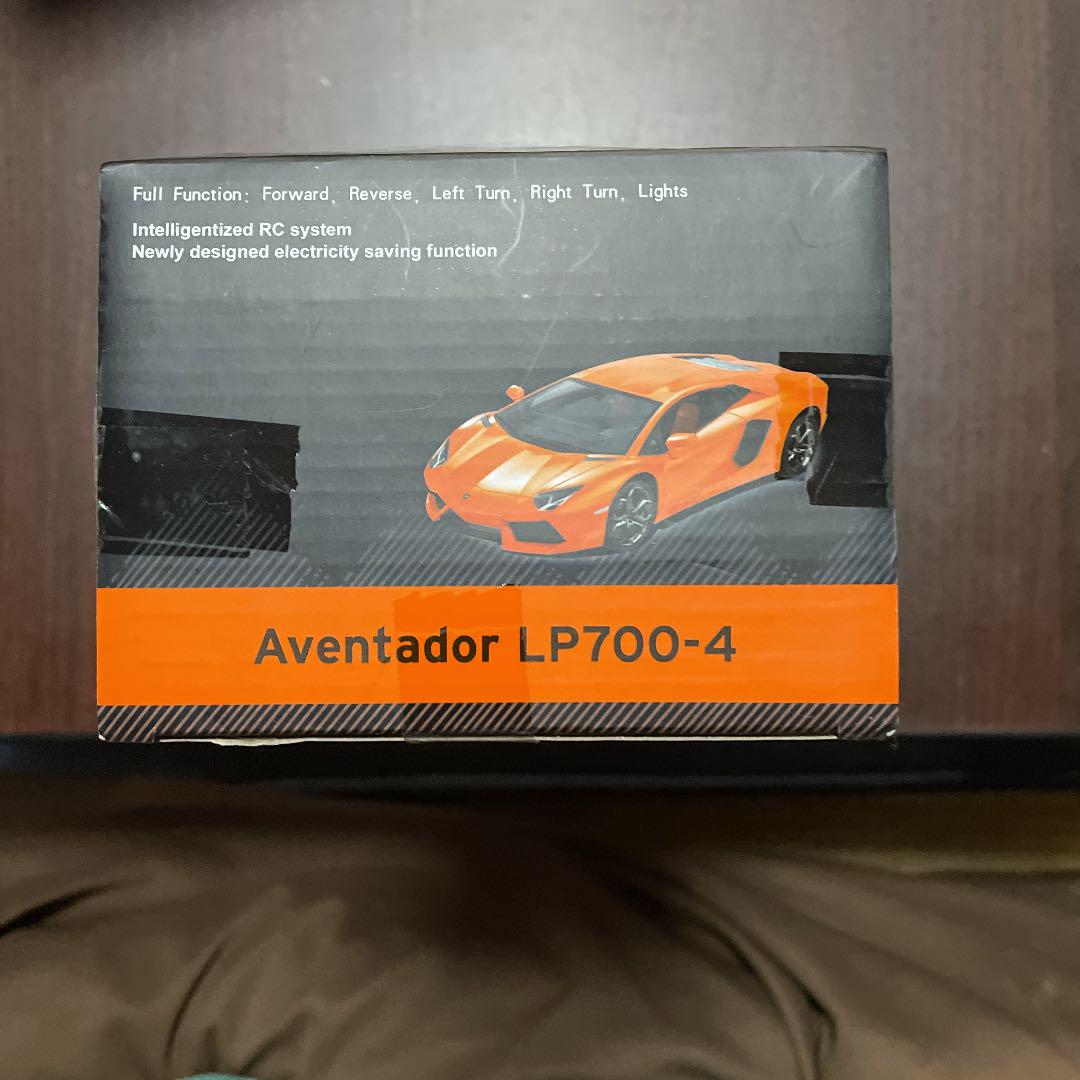 Full Function: Forward, Reverse, Left Turn, Right Turn, Lights
Intelligentized RC system
Newly designed electricity saving function
Aventador LP700-4